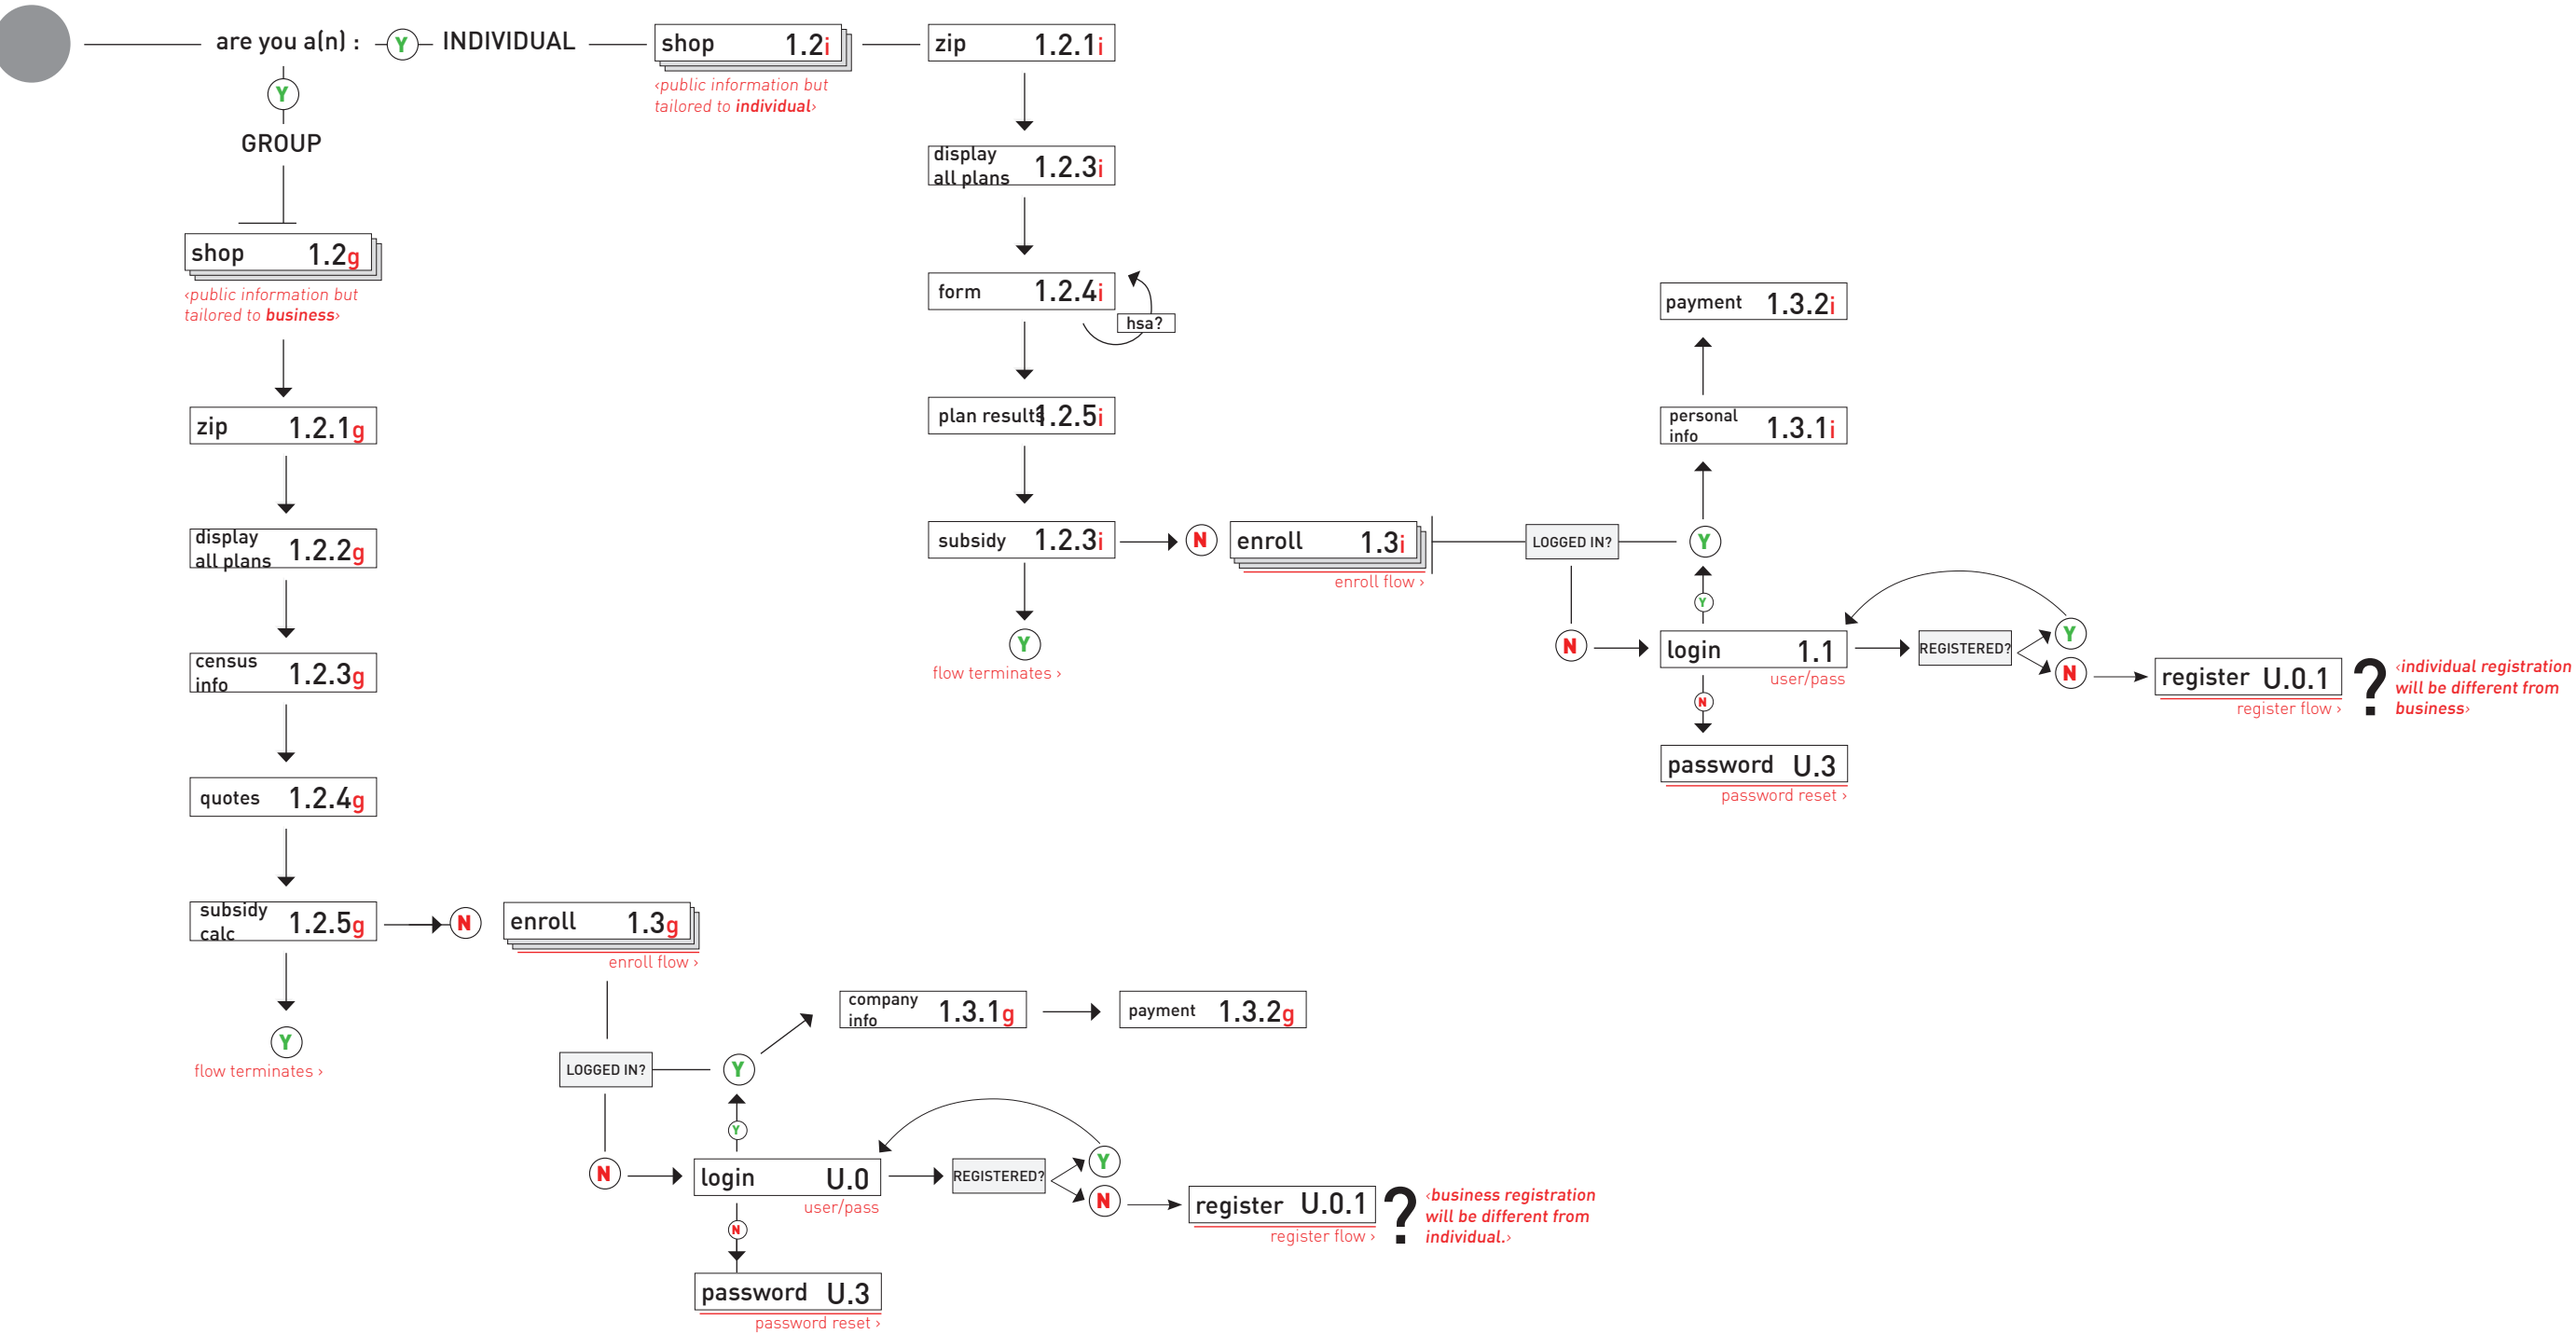 are you a(n) : Y INDIVIDUAL
shop 1.2i
‹public information but
tailored to individual›
zip 1.2.1i
display
all plans 1.2.3i
form 1.2.4i
hsa?
plan results 1.2.5i
subsidy 1.2.3i
Y
flow terminates ›
N
enroll 1.3i
enroll flow ›
LOGGED IN?
Y
personal
info 1.3.1i
payment 1.3.2i
N
Y
login 1.1
user/pass
N
password U.3
password reset ›
REGISTERED?
Y
N
register U.0.1
register flow ›
?
‹individual registration
will be different from
business›
Y
GROUP
shop 1.2g
‹public information but
tailored to business›
zip 1.2.1g
display
all plans 1.2.2g
census
info 1.2.3g
quotes 1.2.4g
subsidy
calc 1.2.5g
Y
flow terminates ›
N
enroll 1.3g
enroll flow ›
LOGGED IN?
Y
company
info 1.3.1g
payment 1.3.2g
N
Y
login U.0
user/pass
N
password U.3
password reset ›
REGISTERED?
Y
N
register U.0.1
register flow ›
?
‹business registration
will be different from
individual.›